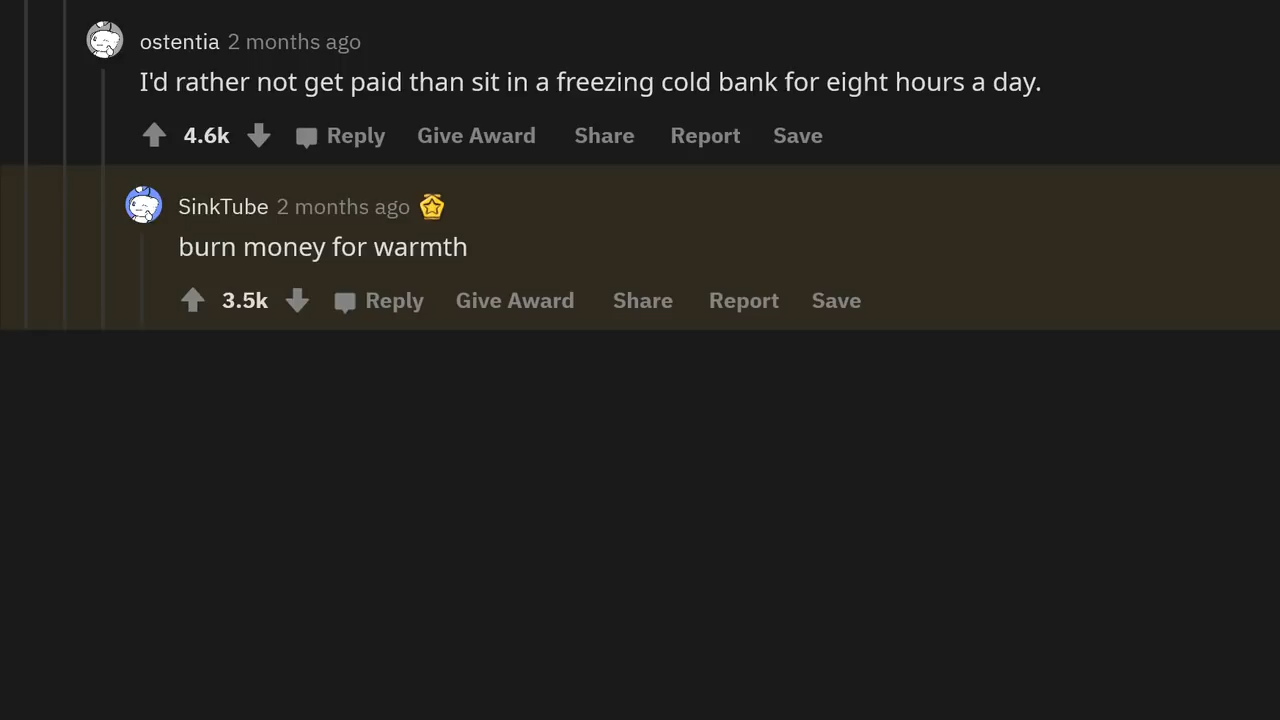 ostentia 2 months ago
I'd rather not get paid than sit in a freezing cold bank for eight hours a day.
4.6k Reply Give Award Share Report Save
SinkTube 2 months ago
burn money for warmth
3.5k Reply Give Award Share Report Save